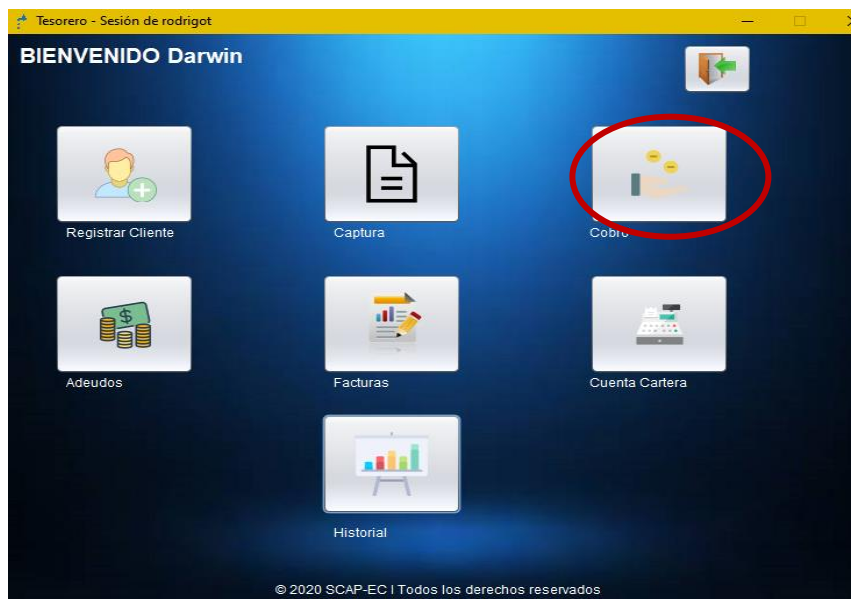 Tesorero - Sesión de rodrigot
BIENVENIDO Darwin
Registrar Cliente
Captura
Cobro
Adeudos
Facturas
Cuenta Cartera
Historial
© 2020 SCAP-EC I Todos los derechos reservados